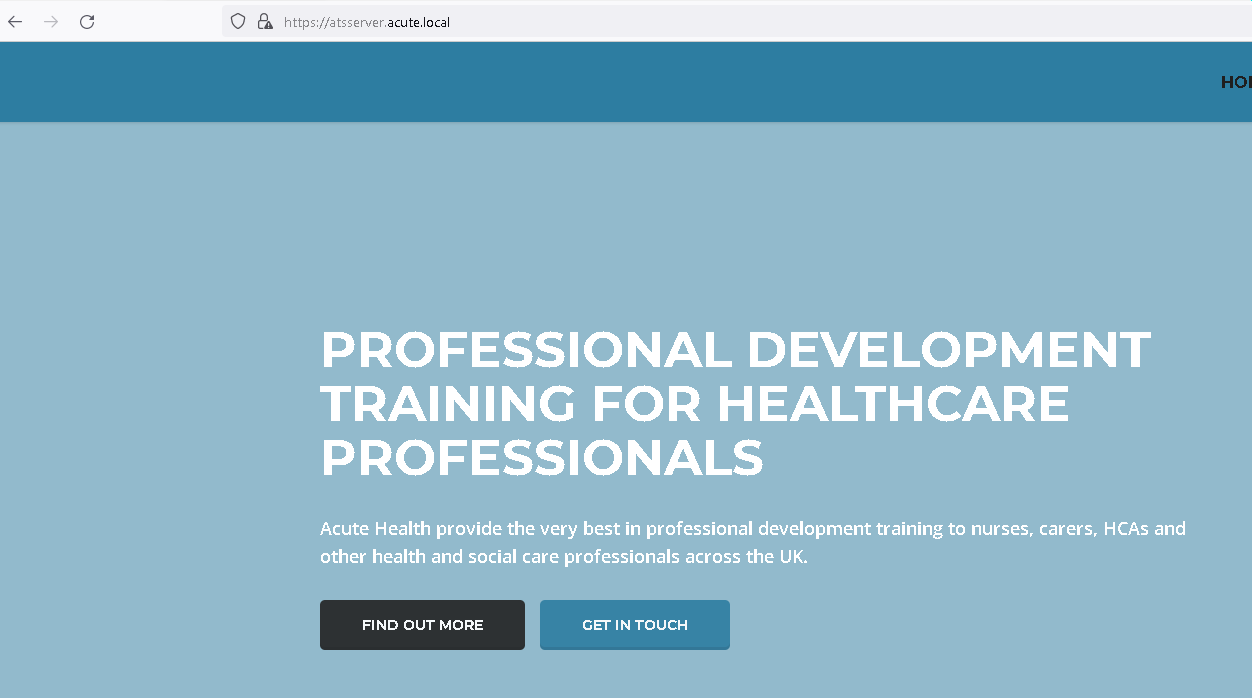 https://atsserver.acute.local
PROFESSIONAL DEVELOPMENT
TRAINING FOR HEALTHCARE
PROFESSIONALS
Acute Health provide the very best in professional development training to nurses, carers, HCAs and
other health and social care professionals across the UK.
FIND OUT MORE
GET IN TOUCH